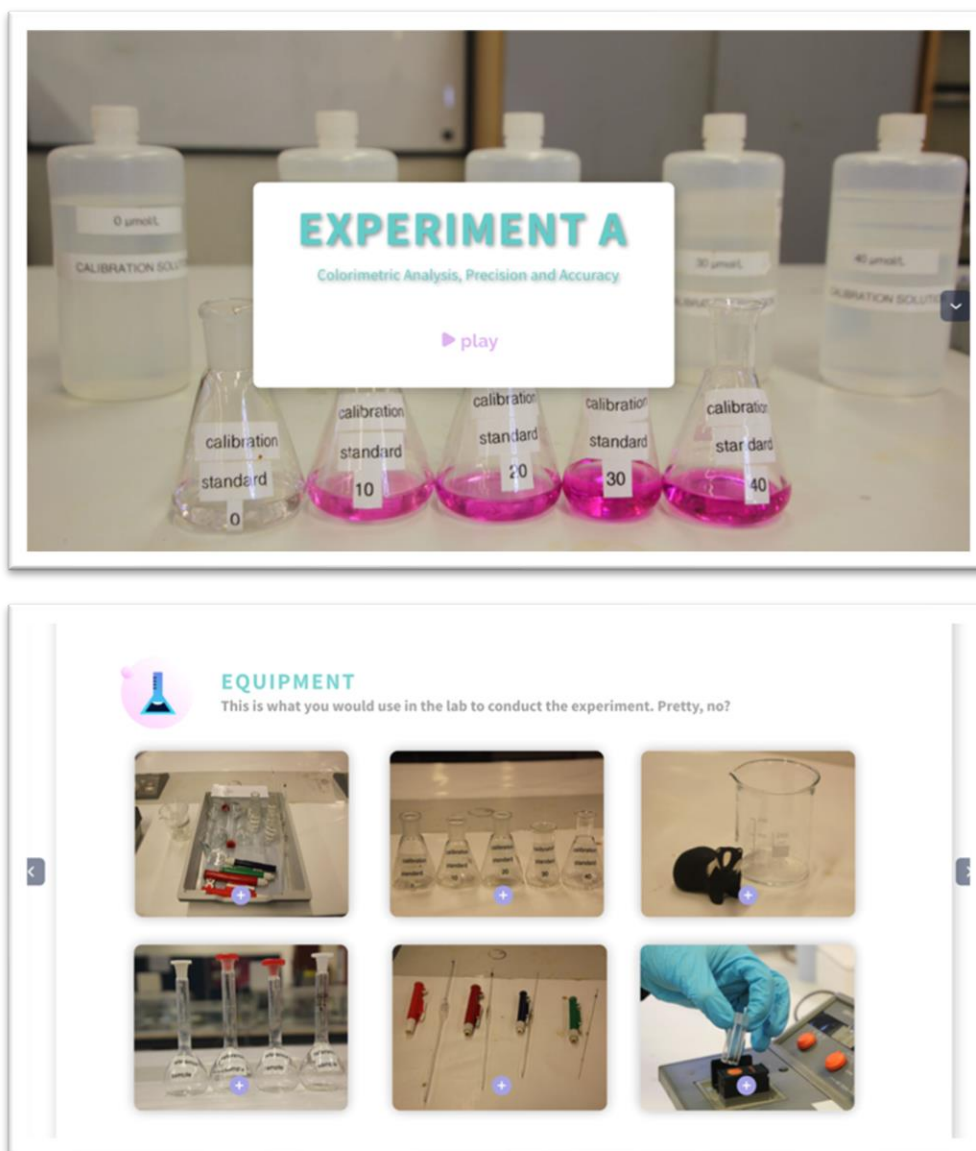 0 µmol/L
CALIBRATION SOLUTION
30 µmol/L
40 µmol/L
CALIBRATION SOLUTION
EXPERIMENT A
Colorimetric Analysis, Precision and Accuracy
play
calibration
standard
0
calibration
standard
10
calibration
standard
20
calibration
standard
30
calibration
standard
40
EQUIPMENT
This is what you would use in the lab to conduct the experiment. Pretty, no?